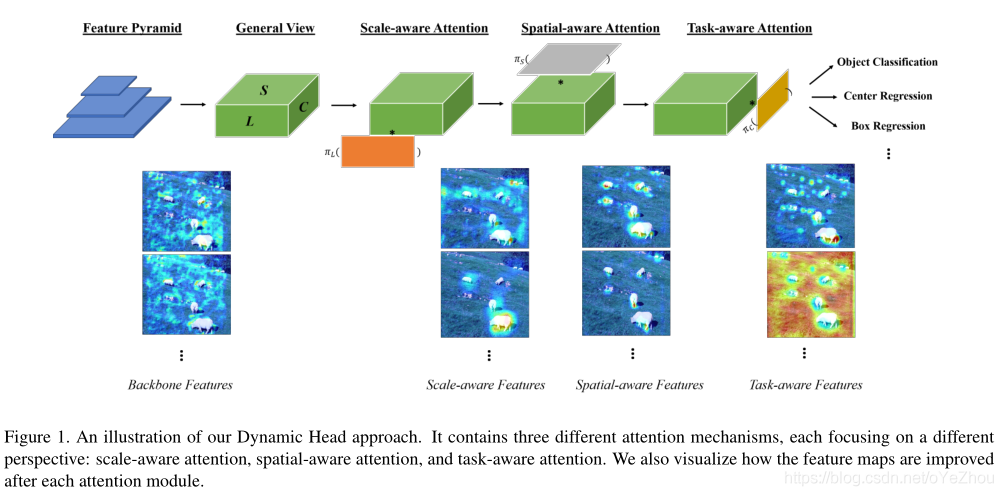 Feature Pyramid
General View
Scale-aware Attention
Spatial-aware Attention
Task-aware Attention
S
L
C
π_L( )
*
π_S( )
*
π_C( )
*
Object Classification
Center Regression
Box Regression
Backbone Features
Scale-aware Features
Spatial-aware Features
Task-aware Features
Figure 1. An illustration of our Dynamic Head approach. It contains three different attention mechanisms, each focusing on a different
perspective: scale-aware attention, spatial-aware attention, and task-aware attention. We also visualize how the feature maps are improved
after each attention module.
https://blog.csdn.net/oYeZhou